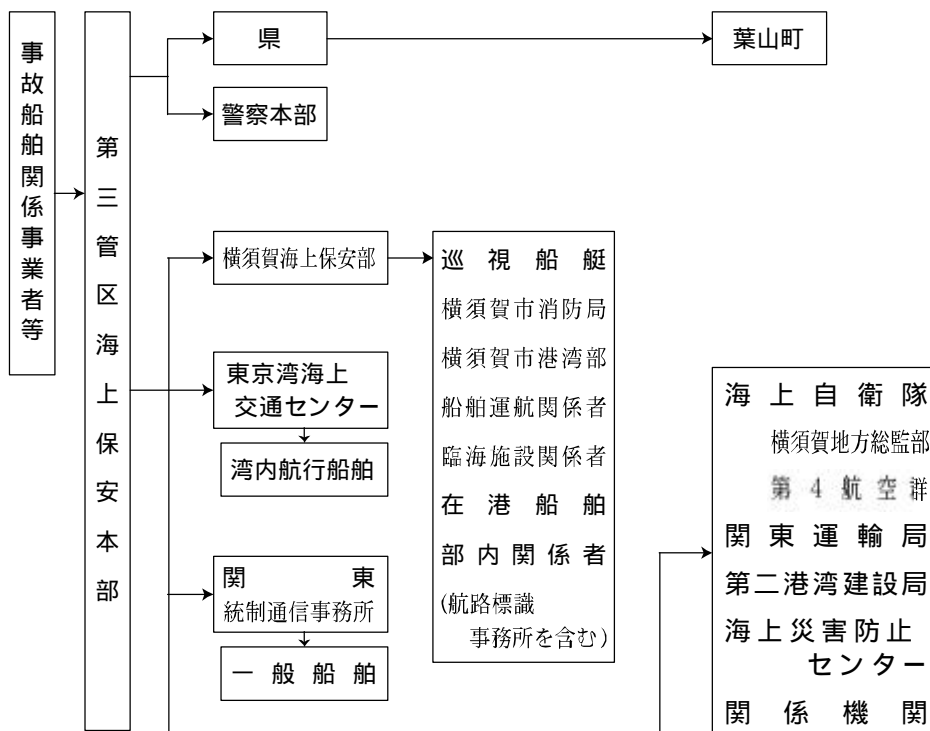 事故船舶関係事業者等
第三管区海上保安本部
県
葉山町
警察本部
横須賀海上保安部
巡視船艇
横須賀市消防局
横須賀市港湾部
船舶運航関係者
臨海施設関係者
在港船舶
部内関係者
(航路標識
事務所を含む)
東京湾海上
交通センター
湾内航行船舶
関東
統制通信事務所
一般船舶
海上自衛隊
横須賀地方総監部
第4航空群
関東運輸局
第二港湾建設局
海上災害防止
センター
関係機関